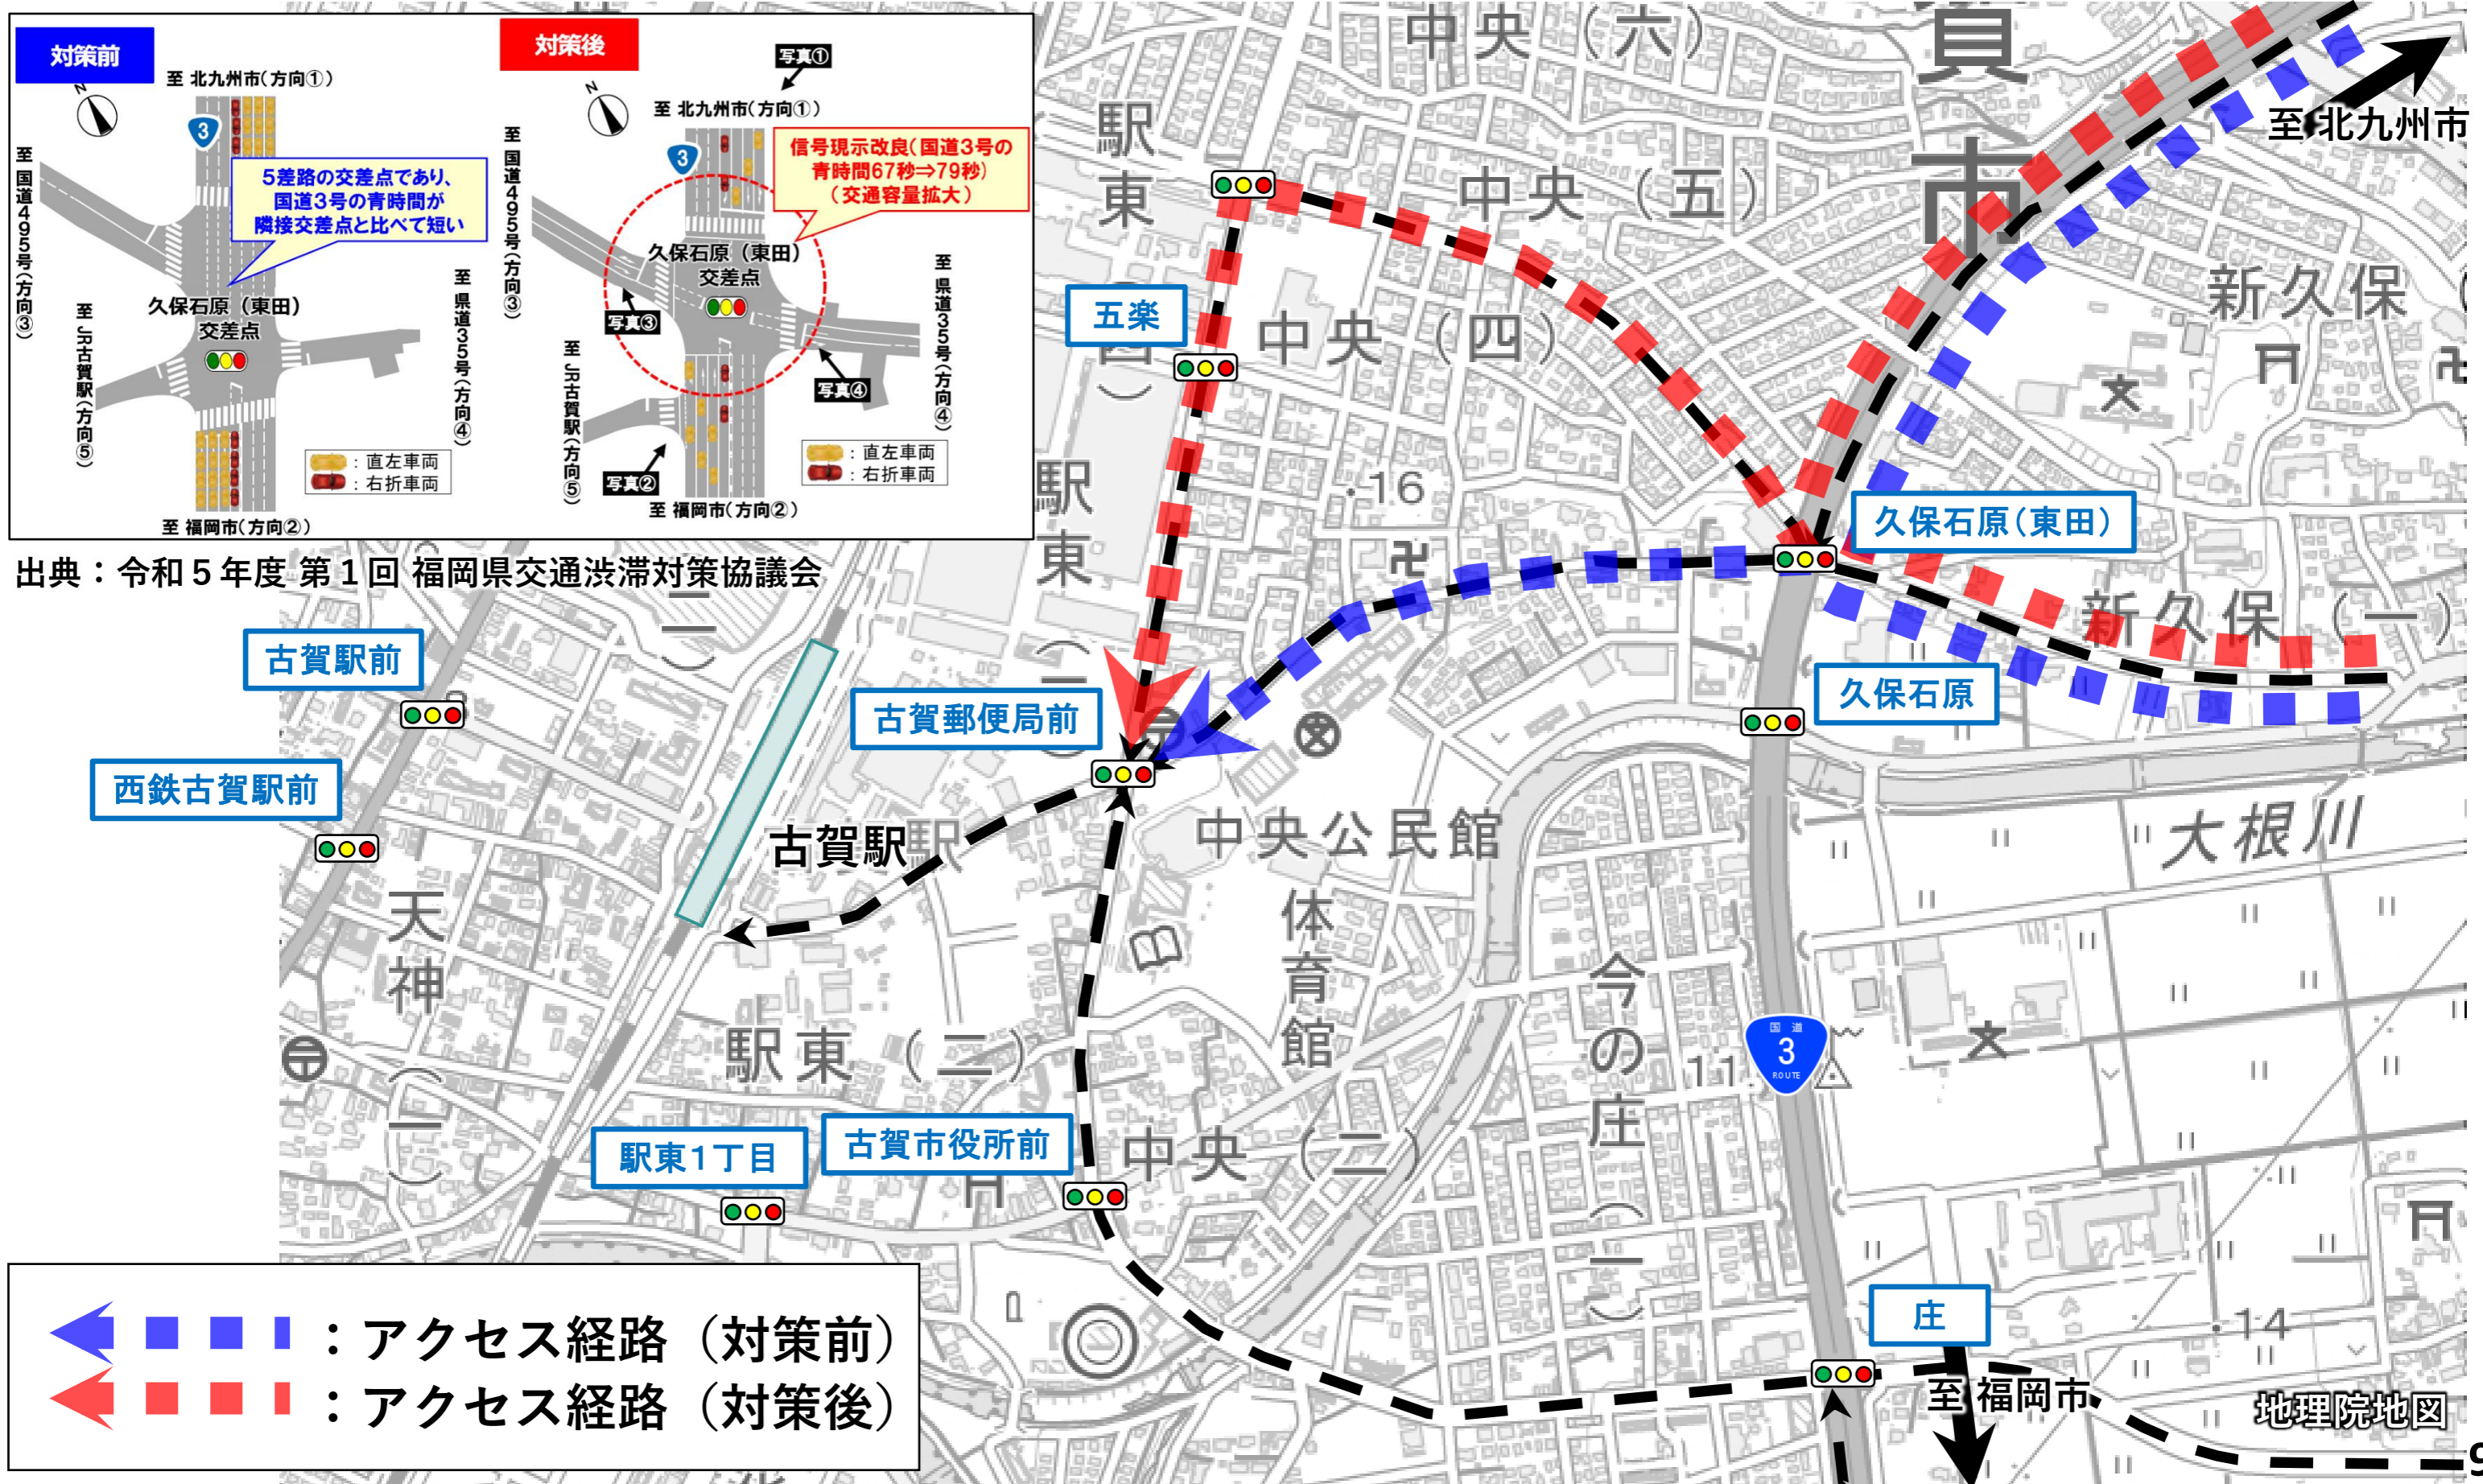 対策前
N
至 北九州市(方向①)
3
至 国道495号(方向③)
5差路の交差点であり、
国道3号の青時間が
隣接交差点と比べて短い
久保石原（東田）
交差点
至 県道35号(方向④)
至 JR古賀駅(方向⑤)
：直左車両
：右折車両
至 福岡市(方向②)
対策後
写真①
N
至 北九州市(方向①)
3
至 国道495号(方向③)
信号現示改良(国道3号の
青時間67秒⇒79秒)
（交通容量拡大）
久保石原（東田）
交差点
写真③
至 県道35号(方向④)
写真④
至 JR古賀駅(方向⑤)
写真②
：直左車両
：右折車両
至 福岡市(方向②)
出典：令和５年度 第１回 福岡県交通渋滞対策協議会
中央（六）
賀
市
至 北九州市
駅東
中央（五）
新久保
五楽
中央（四）
駅東
16
久保石原(東田)
新久保（一）
古賀駅前
久保石原
古賀郵便局前
西鉄古賀駅前
古賀駅
駅
中央公民館
大根川
天神（二）
体育館
今の庄（一）
国道
3
ROUTE
11
駅東（二）
駅東1丁目
古賀市役所前
中央（二）
庄
14
至 福岡市
地理院地図
：アクセス経路（対策前）
：アクセス経路（対策後）
9